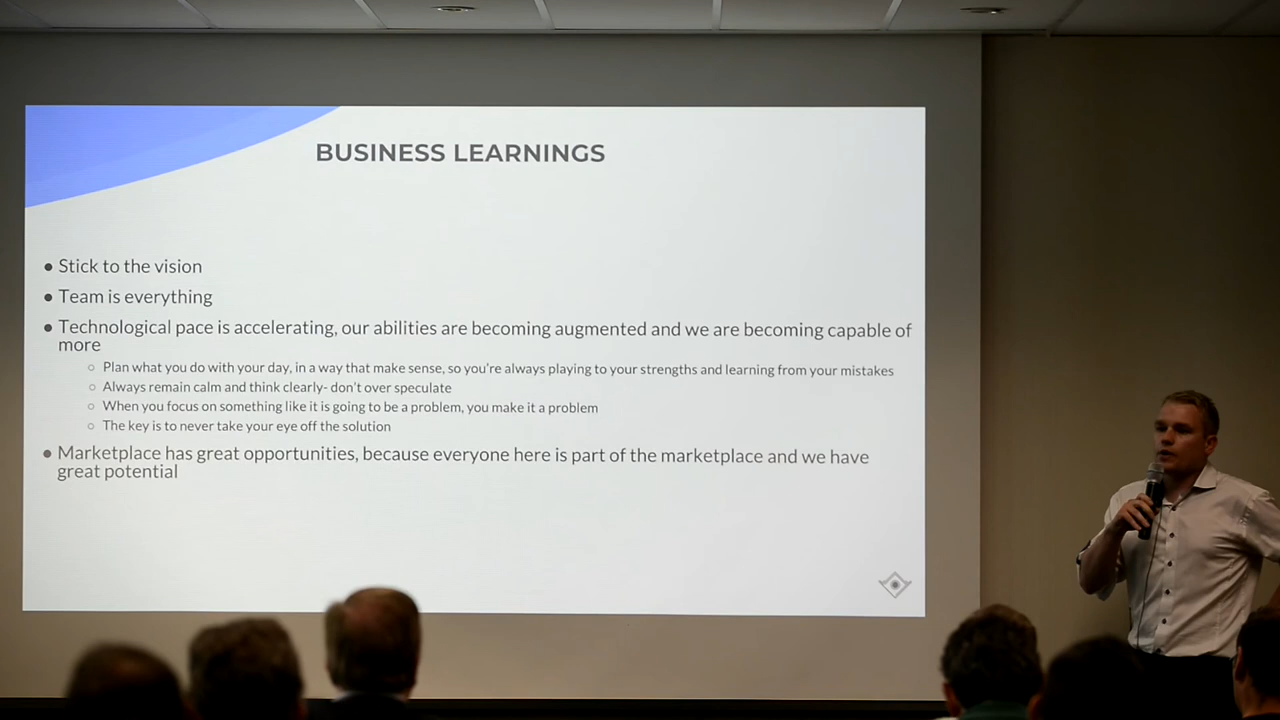 BUSINESS LEARNINGS
● Stick to the vision
● Team is everything
● Technological pace is accelerating, our abilities are becoming augmented and we are becoming capable of
more
○ Plan what you do with your day, in a way that make sense, so you're always playing to your strengths and learning from your mistakes
○ Always remain calm and think clearly- don't over speculate
○ When you focus on something like it is going to be a problem, you make it a problem
○ The key is to never take your eye off the solution
● Marketplace has great opportunities, because everyone here is part of the marketplace and we have
great potential